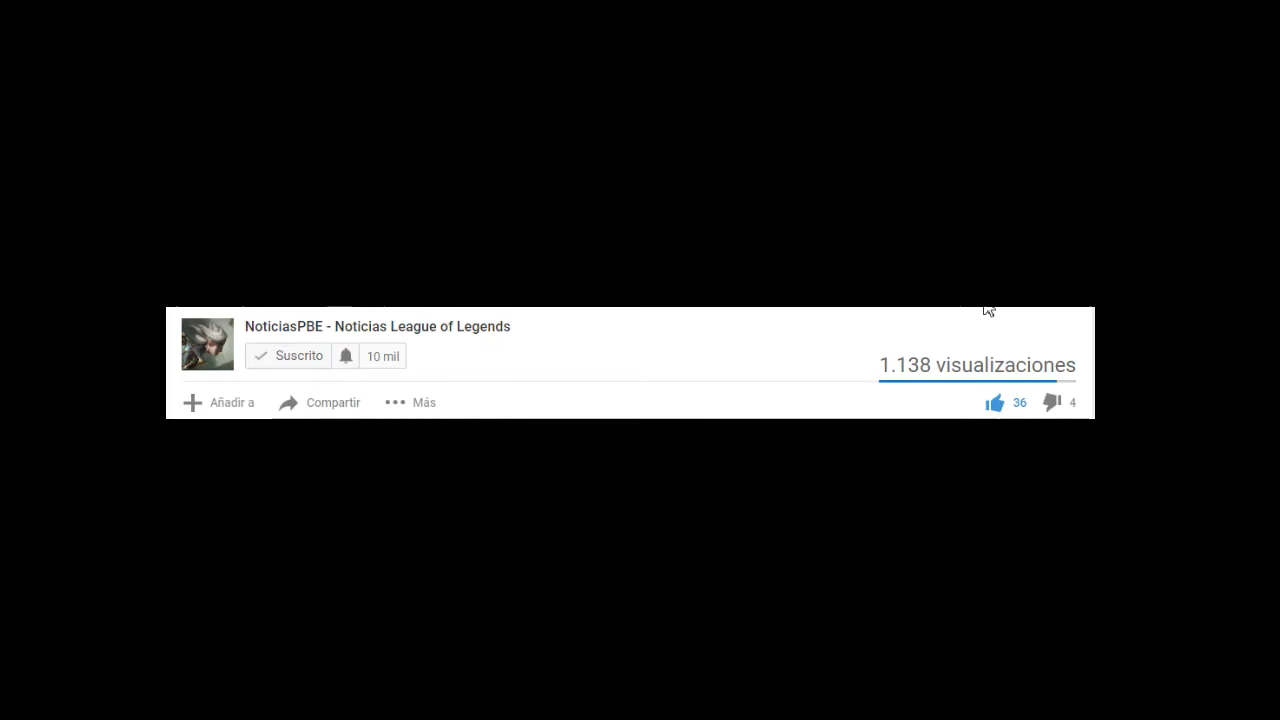 NoticiasPBE - Noticias League of Legends
Suscrito 10 mil
1.138 visualizaciones
Añadir a Compartir Más 36 4